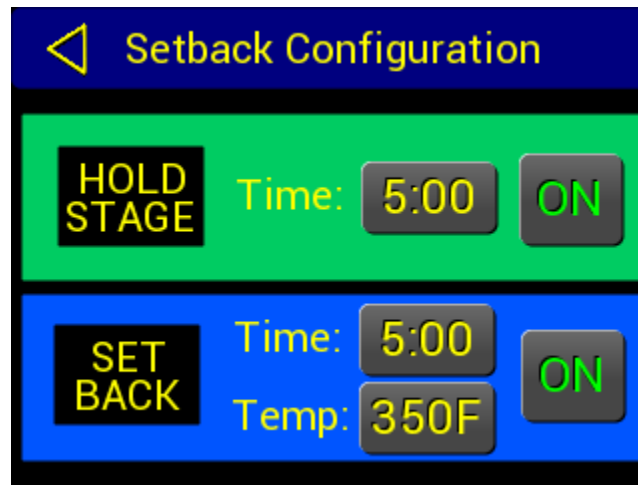 Setback Configuration
HOLD
STAGE
Time: 5:00 ON
SET
BACK
Time: 5:00
Temp: 350F
ON